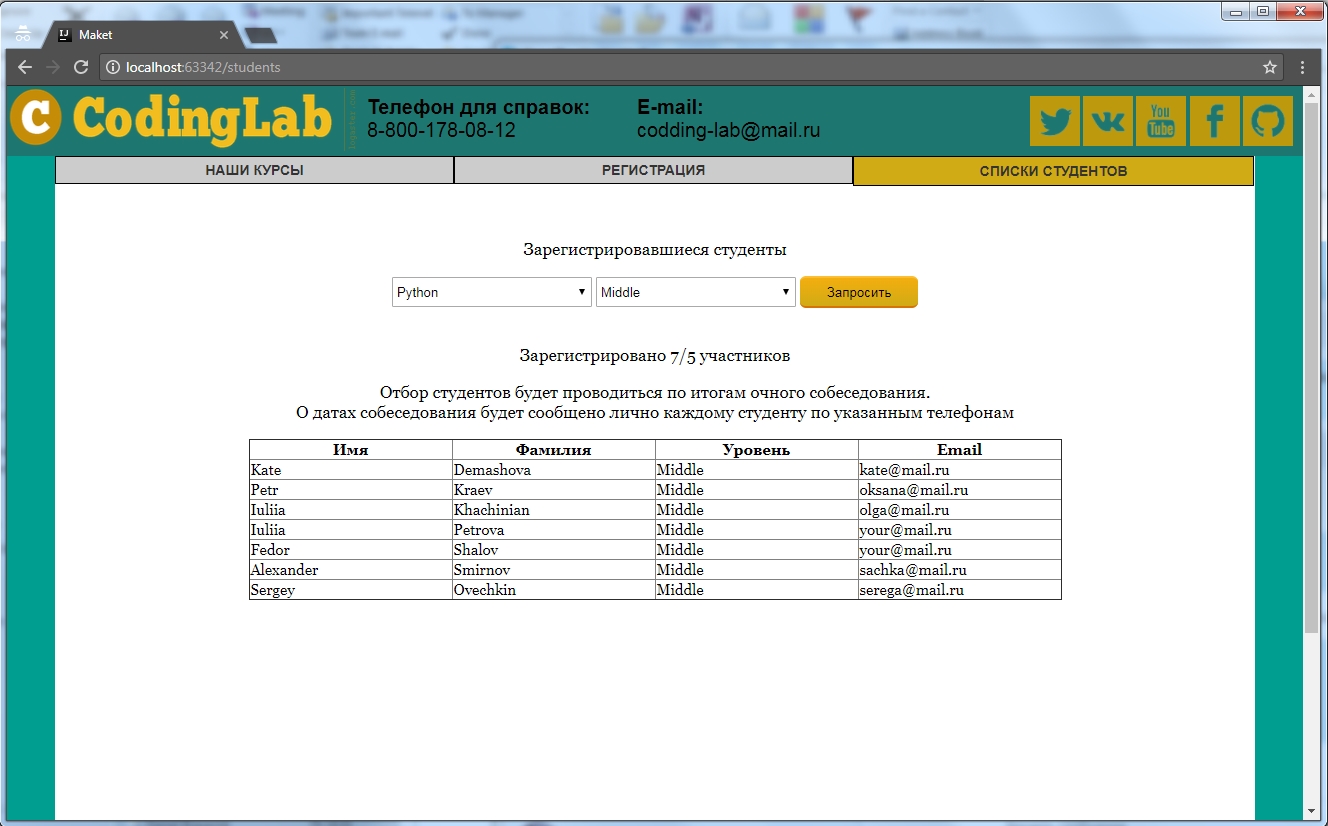 Maket
localhost:63342/students
C CodingLab
Телефон для справок:
8-800-178-08-12
E-mail:
codding-lab@mail.ru
You Tube
НАШИ КУРСЫ РЕГИСТРАЦИЯ СПИСКИ СТУДЕНТОВ
Зарегистрировавшиеся студенты
Python Middle Запросить
Зарегистрировано 7/5 участников
Отбор студентов будет проводиться по итогам очного собеседования.
О датах собеседования будет сообщено лично каждому студенту по указанным телефонам
Имя Фамилия Уровень Email
Kate Demashova Middle kate@mail.ru
Petr Kraev Middle oksana@mail.ru
Iuliia Khachinian Middle olga@mail.ru
Iuliia Petrova Middle your@mail.ru
Fedor Shalov Middle your@mail.ru
Alexander Smirnov Middle sachka@mail.ru
Sergey Ovechkin Middle serega@mail.ru